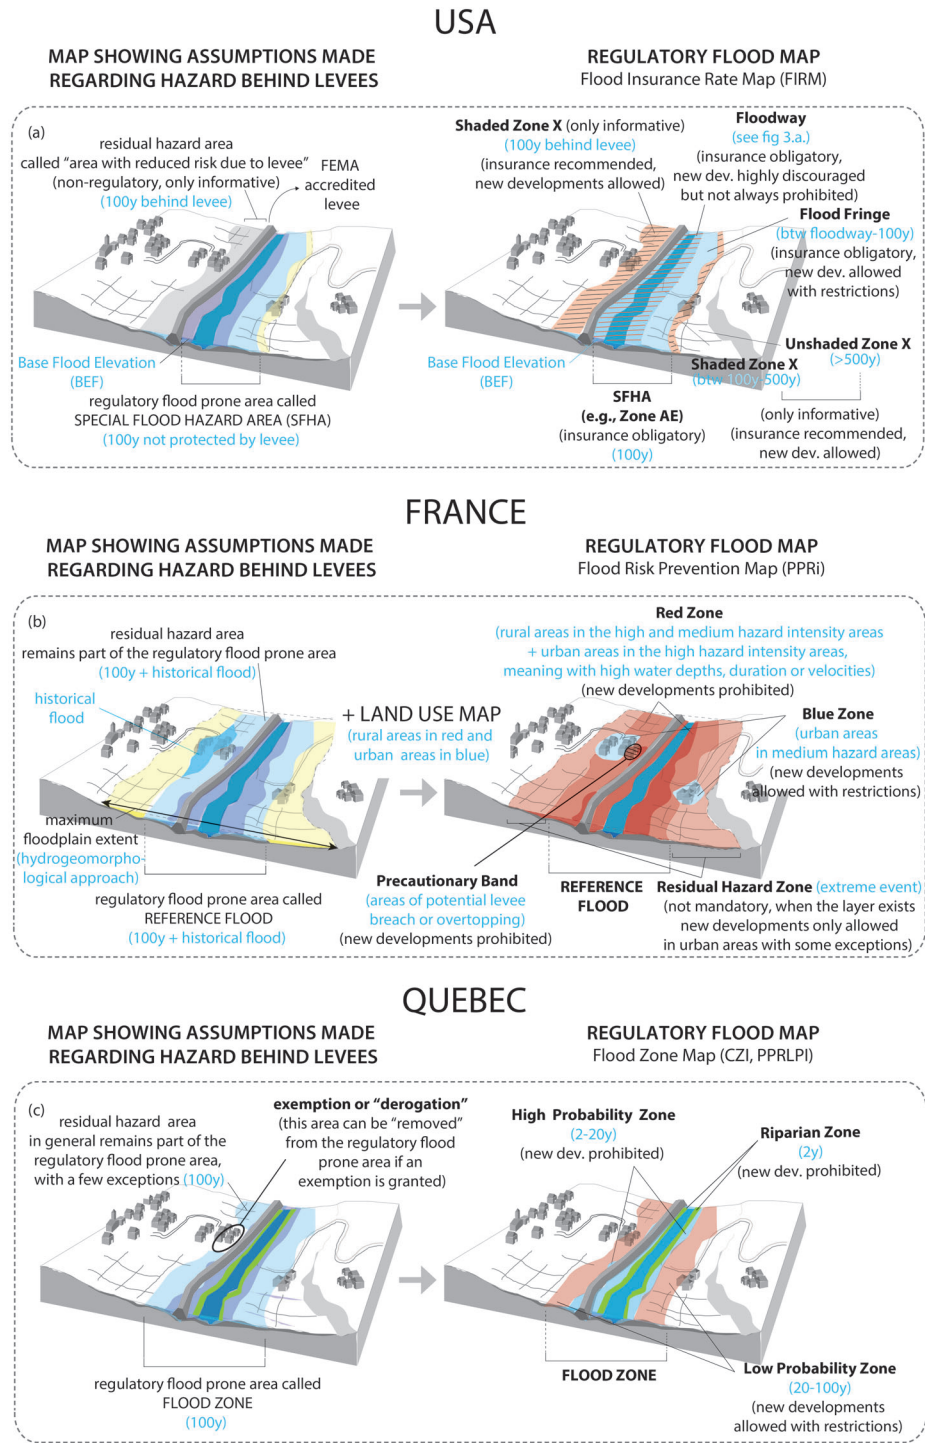 USA
MAP SHOWING ASSUMPTIONS MADE
REGARDING HAZARD BEHIND LEVEES
REGULATORY FLOOD MAP
Flood Insurance Rate Map (FIRM)
(a)
residual hazard area
called “area with reduced risk due to levee”
(non-regulatory, only informative)
(100y behind levee)
FEMA
accredited
levee
Base Flood Elevation
(BEF)
regulatory flood prone area called
SPECIAL FLOOD HAZARD AREA (SFHA)
(100y not protected by levee)
Shaded Zone X (only informative)
(100y behind levee)
(insurance recommended,
new developments allowed)
Floodway
(see fig 3.a.)
(insurance obligatory,
new dev. highly discouraged
but not always prohibited)
Flood Fringe
(btw floodway-100y)
(insurance obligatory,
new dev. allowed
with restrictions)
Base Flood Elevation
(BEF)
SFHA
(e.g., Zone AE)
(insurance obligatory)
(100y)
Shaded Zone X
(btw 100y-500y)
Unshaded Zone X
(>500y)
(only informative)
(insurance recommended,
new dev. allowed)
FRANCE
MAP SHOWING ASSUMPTIONS MADE
REGARDING HAZARD BEHIND LEVEES
REGULATORY FLOOD MAP
Flood Risk Prevention Map (PPRi)
(b)
residual hazard area
remains part of the regulatory flood prone area
(100y + historical flood)
historical
flood
maximum
floodplain extent
(hydrogeomorpho-
logical approach)
regulatory flood prone area called
REFERENCE FLOOD
(100y + historical flood)
+ LAND USE MAP
(rural areas in red and
urban areas in blue)
Red Zone
(rural areas in the high and medium hazard intensity areas
+ urban areas in the high hazard intensity areas,
meaning with high water depths, duration or velocities)
(new developments prohibited)
Blue Zone
(urban areas
in medium hazard areas)
(new developments
allowed with restrictions)
Precautionary Band
(areas of potential levee
breach or overtopping)
(new developments prohibited)
REFERENCE
FLOOD
Residual Hazard Zone (extreme event)
(not mandatory, when the layer exists
new developments only allowed
in urban areas with some exceptions)
QUEBEC
MAP SHOWING ASSUMPTIONS MADE
REGARDING HAZARD BEHIND LEVEES
REGULATORY FLOOD MAP
Flood Zone Map (CZI, PPRLPI)
(c)
residual hazard area
in general remains part of the
regulatory flood prone area,
with a few exceptions (100y)
exemption or “derogation”
(this area can be “removed”
from the regulatory flood
prone area if an
exemption is granted)
regulatory flood prone area called
FLOOD ZONE
(100y)
High Probability Zone
(2-20y)
(new dev. prohibited)
Riparian Zone
(2y)
(new dev. prohibited)
FLOOD ZONE
Low Probability Zone
(20-100y)
(new developments
allowed with restrictions)